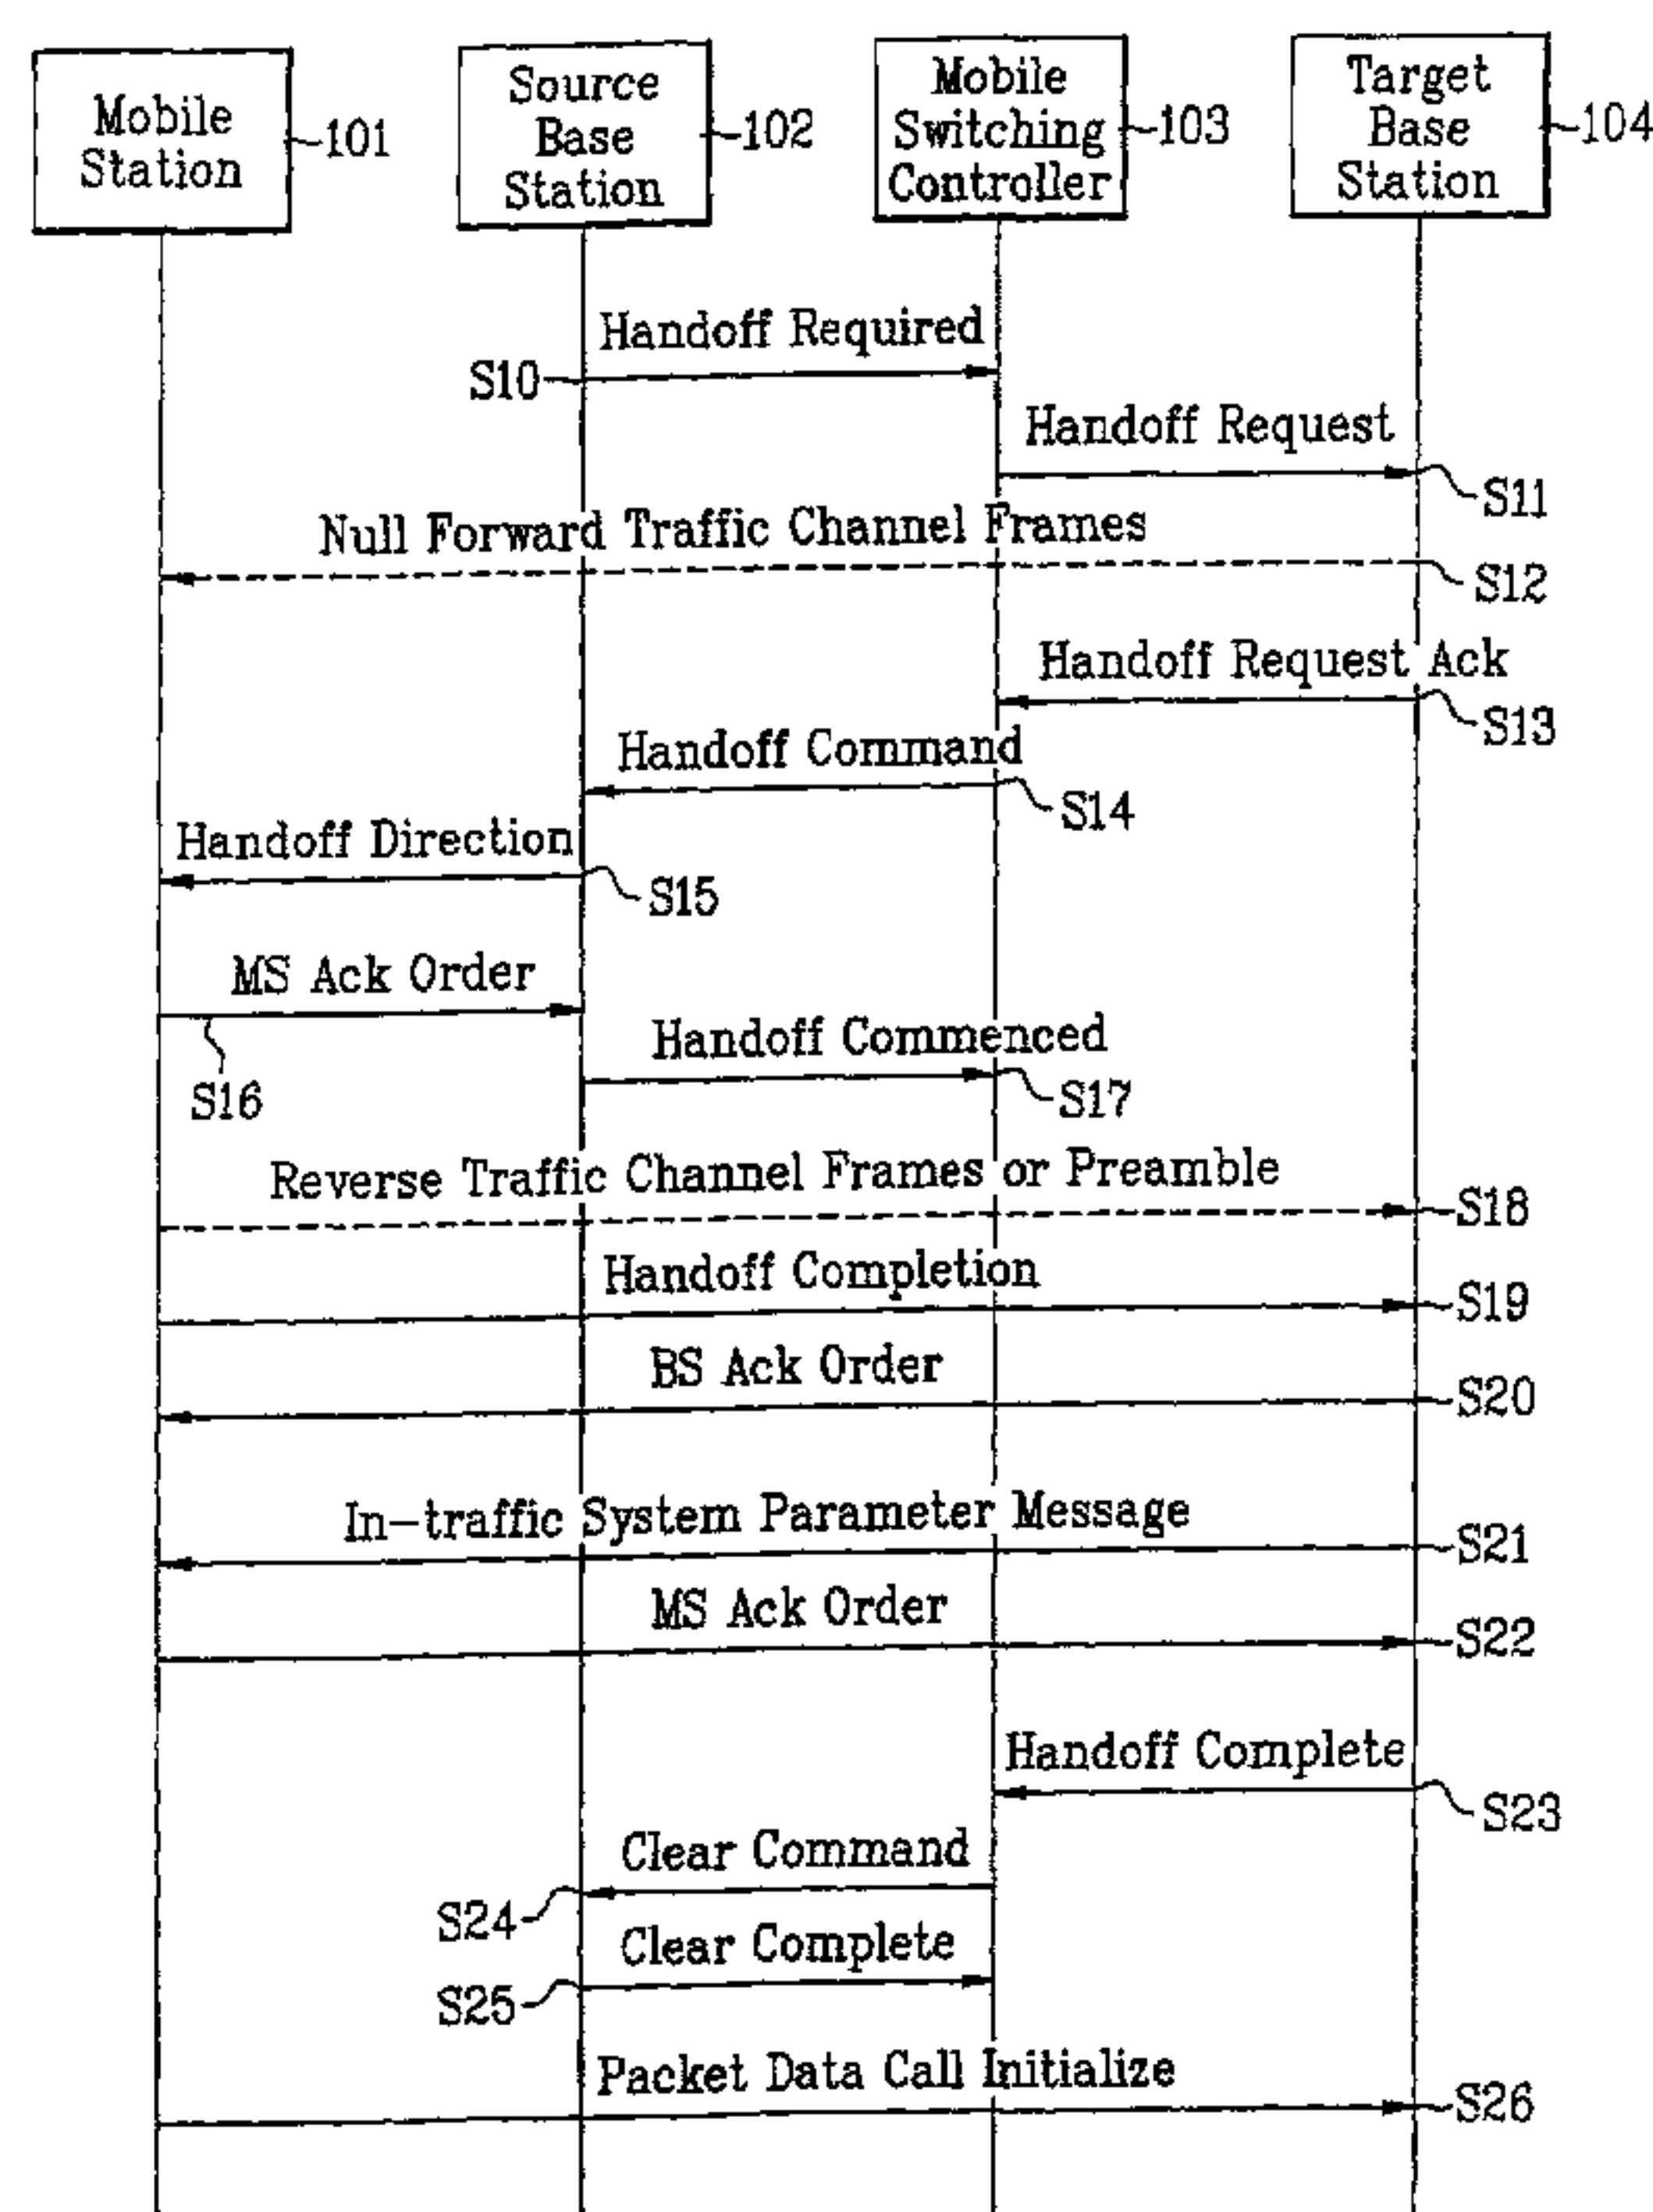 Mobile
Station
101
Source
Base
Station
102
Mobile
Switching
Controller
103
Target
Base
Station
104
Handoff Required
S10
Handoff Request
S11
Null Forward Traffic Channel Frames
S12
Handoff Request Ack
S13
Handoff Command
S14
Handoff Direction
S15
MS Ack Order
S16
Handoff Commenced
S17
Reverse Traffic Channel Frames or Preamble
S18
Handoff Completion
S19
BS Ack Order
S20
In-traffic System Parameter Message
S21
MS Ack Order
S22
Handoff Complete
S23
Clear Command
S24
Clear Complete
S25
Packet Data Call Initialize
S26